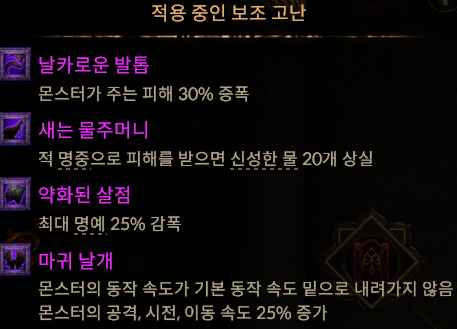 적용 중인 보조 고난
날카로운 발톱
몬스터가 주는 피해 30% 증폭
새는 물주머니
적 명중으로 피해를 받으면 신성한 물 20개 상실
약화된 살점
최대 명예 25% 감폭
마귀 날개
몬스터의 동작 속도가 기본 동작 속도 밑으로 내려가지 않음
몬스터의 공격, 시전, 이동 속도 25% 증가